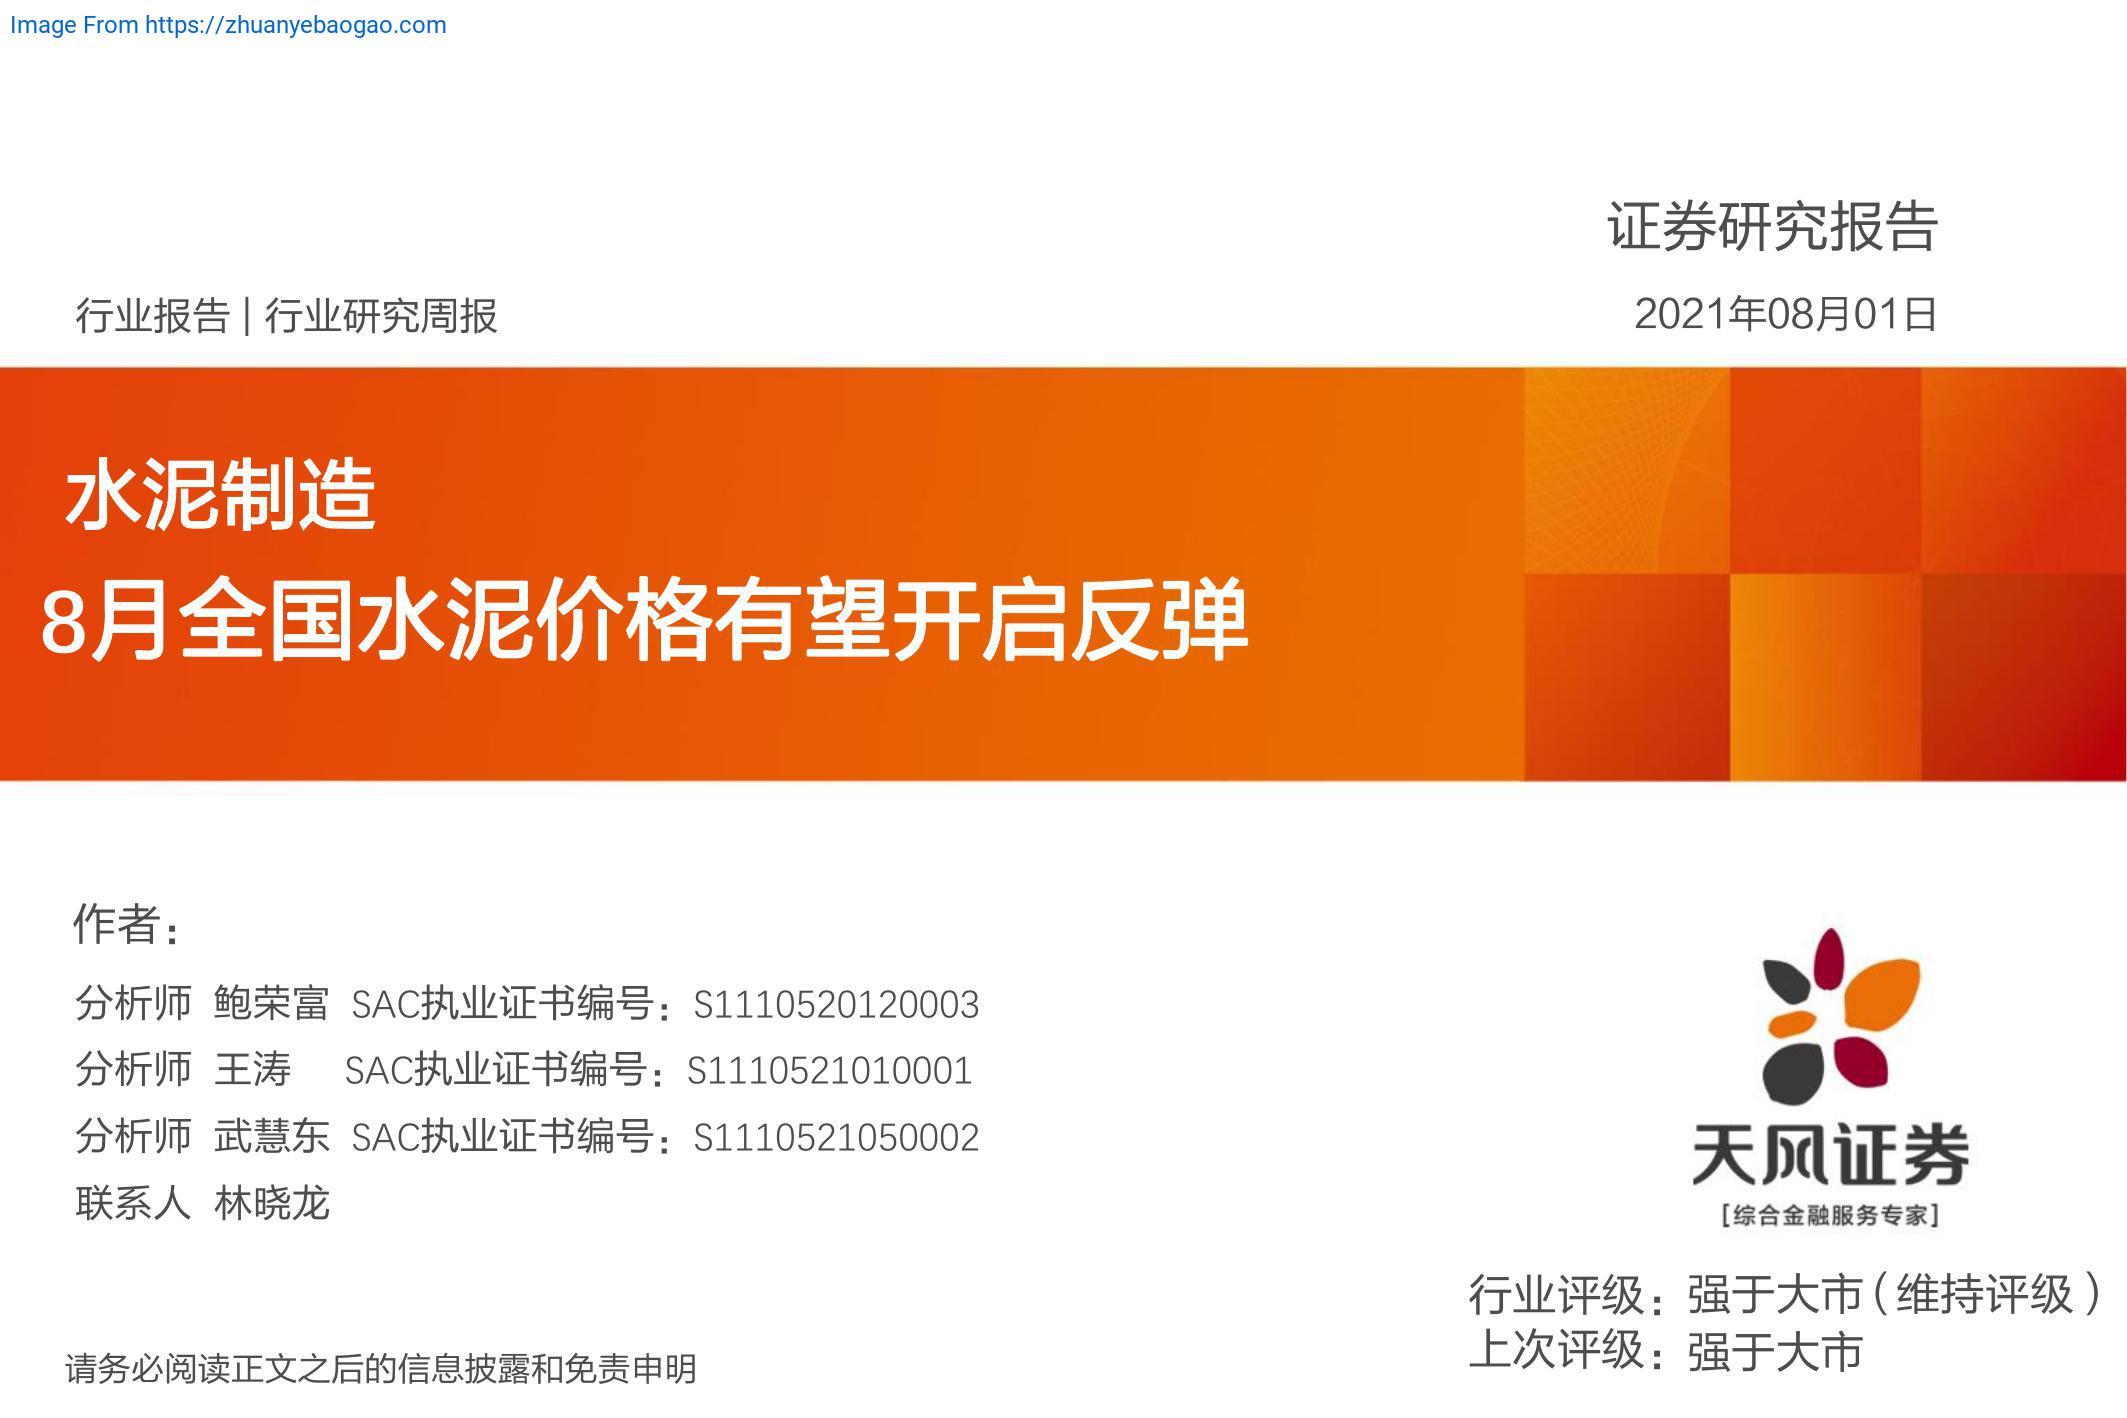 Image From https://zhuanyebaogao.com
证券研究报告
行业报告 | 行业研究周报
2021年08月01日
水泥制造
8月全国水泥价格有望开启反弹
作者：
分析师 鲍荣富 SAC执业证书编号：S1110520120003
分析师 王涛 SAC执业证书编号：S1110521010001
分析师 武慧东 SAC执业证书编号：S1110521050002
联系人 林晓龙
天风证券
[综合金融服务专家]
行业评级：强于大市（维持评级）
上次评级：强于大市
请务必阅读正文之后的信息披露和免责申明